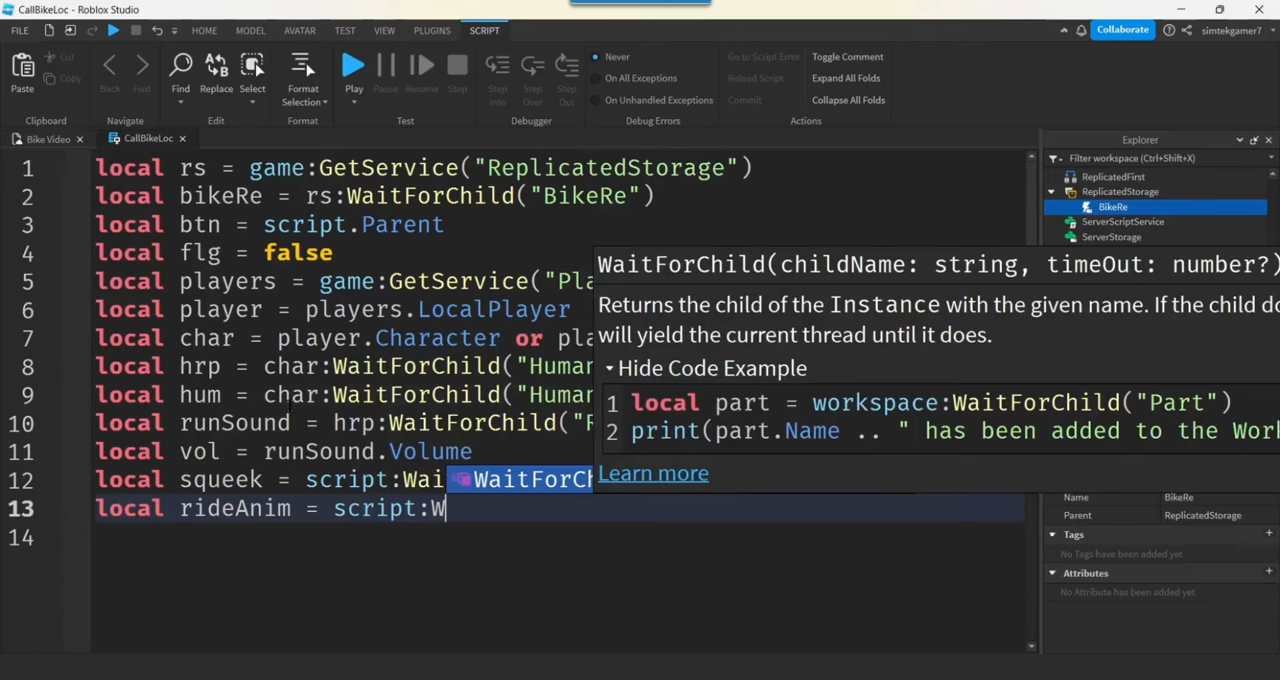 CallBikeLoc - Roblox Studio
FILE HOME MODEL AVATAR TEST VIEW PLUGINS SCRIPT Collaborate simtekgamer7
Paste Cut Copy Back Fwd Find Replace Select Format Selection Play Pause Resume Stop Step Into Step Over Step Out
Never
On All Exceptions
On Unhandled Exceptions
Go to Script Error
Reload Script
Commit
Toggle Comment
Expand All Folds
Collapse All Folds
Clipboard Navigate Edit Format Test Debugger Debug Errors Actions
Bike Video CallBikeLoc
1 local rs = game:GetService("ReplicatedStorage")
2 local bikeRe = rs:WaitForChild("BikeRe")
3 local btn = script.Parent
4 local flg = false
5 local players = game:GetService("Pla
6 local player = players.LocalPlayer
7 local char = player.Character or pla
8 local hrp = char:WaitForChild("Human
9 local hum = char:WaitForChild("Human
10 local runSound = hrp:WaitForChild("R
11 local vol = runSound.Volume
12 local squeek = script:Wai
13 local rideAnim = script:W
14
WaitForCh
WaitForChild(childName: string, timeOut: number?)
Returns the child of the Instance with the given name. If the child do
will yield the current thread until it does.
Hide Code Example
1 local part = workspace:WaitForChild("Part")
2 print(part.Name .. " has been added to the Wor
Learn more
Explorer
Filter workspace (Ctrl+Shift+X)
ReplicatedFirst
ReplicatedStorage
BikeRe
ServerScriptService
ServerStorage
Name BikeRe
Parent ReplicatedStorage
Tags
No Tags have been added yet
Attributes
No Attribute has been added yet